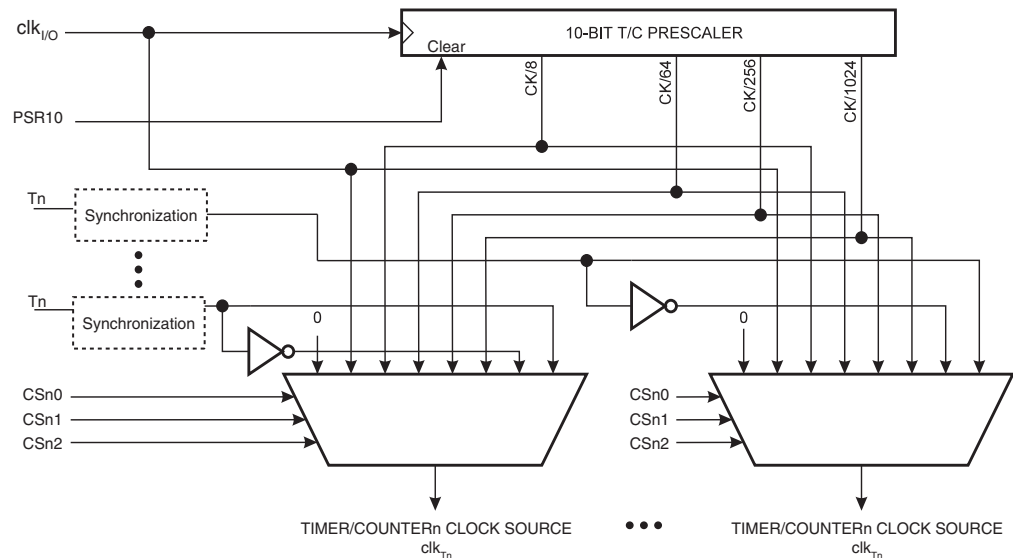 clkI/O
10-BIT T/C PRESCALER
Clear
CK/8
CK/64
CK/256
CK/1024
PSR10
Tn
Synchronization
Tn
Synchronization
0
0
CSn0
CSn1
CSn2
CSn0
CSn1
CSn2
TIMER/COUNTERn CLOCK SOURCE
clkTn
TIMER/COUNTERn CLOCK SOURCE
clkTn